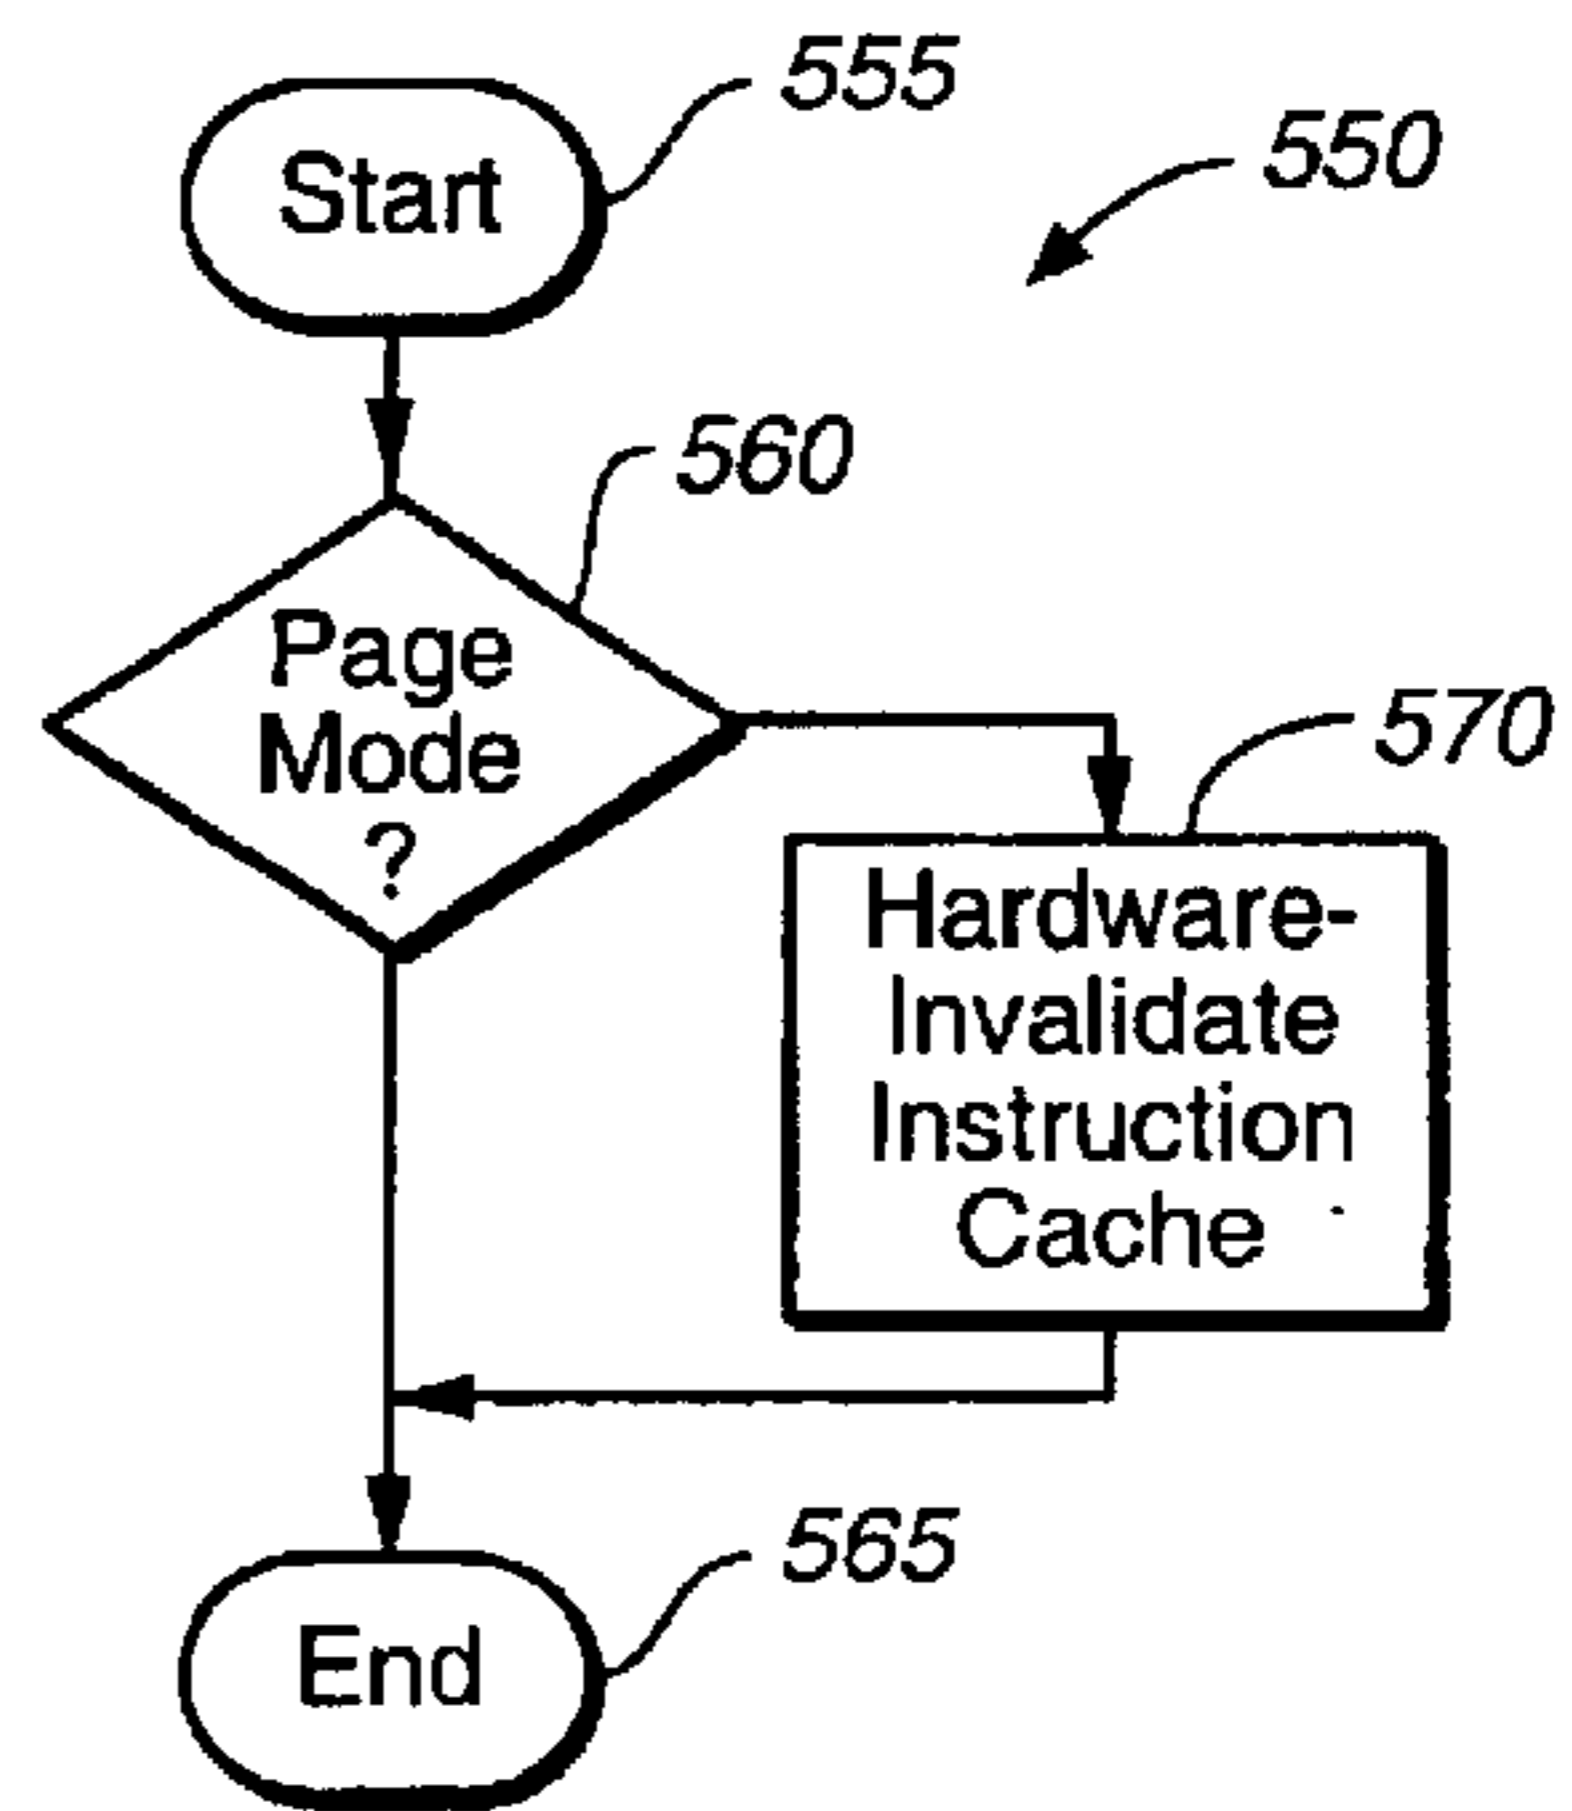 555
Start
550
560
Page
Mode
?
570
Hardware-
Invalidate
Instruction
Cache
565
End